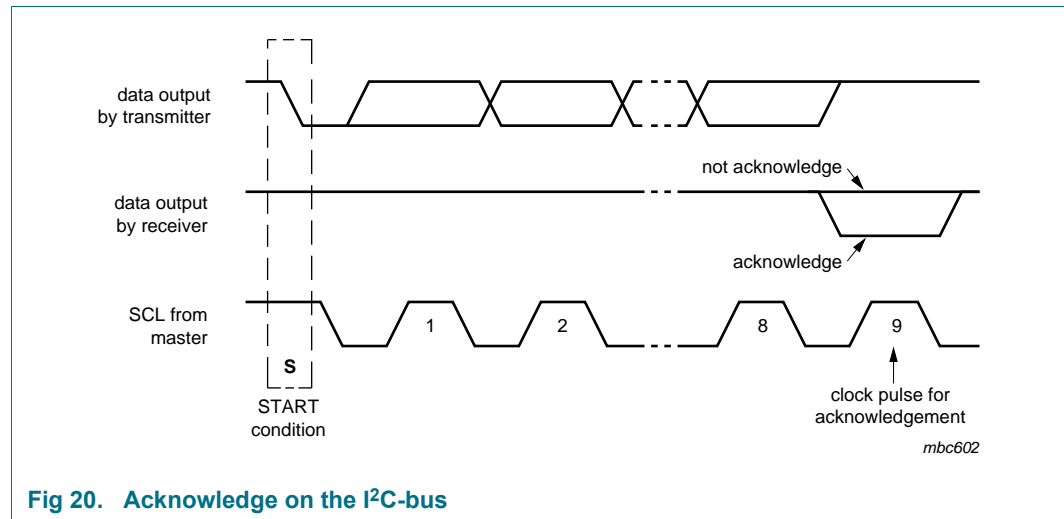 data output
by transmitter
not acknowledge
data output
by receiver
acknowledge
SCL from
master
1
2
8
9
S
START
condition
clock pulse for
acknowledgement
mbc602
Fig 20. Acknowledge on the I²C-bus